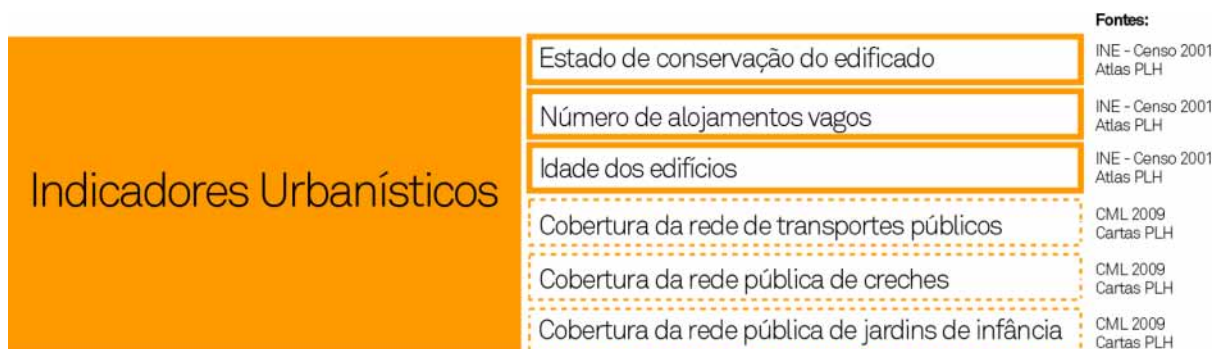 Fontes:
Indicadores Urbanísticos
Estado de conservação do edificado
INE - Censo 2001
Atlas PLH
Número de alojamentos vagos
INE - Censo 2001
Atlas PLH
Idade dos edifícios
INE - Censo 2001
Atlas PLH
Cobertura da rede de transportes públicos
CML 2009
Cartas PLH
Cobertura da rede pública de creches
CML 2009
Cartas PLH
Cobertura da rede pública de jardins de infância
CML 2009
Cartas PLH